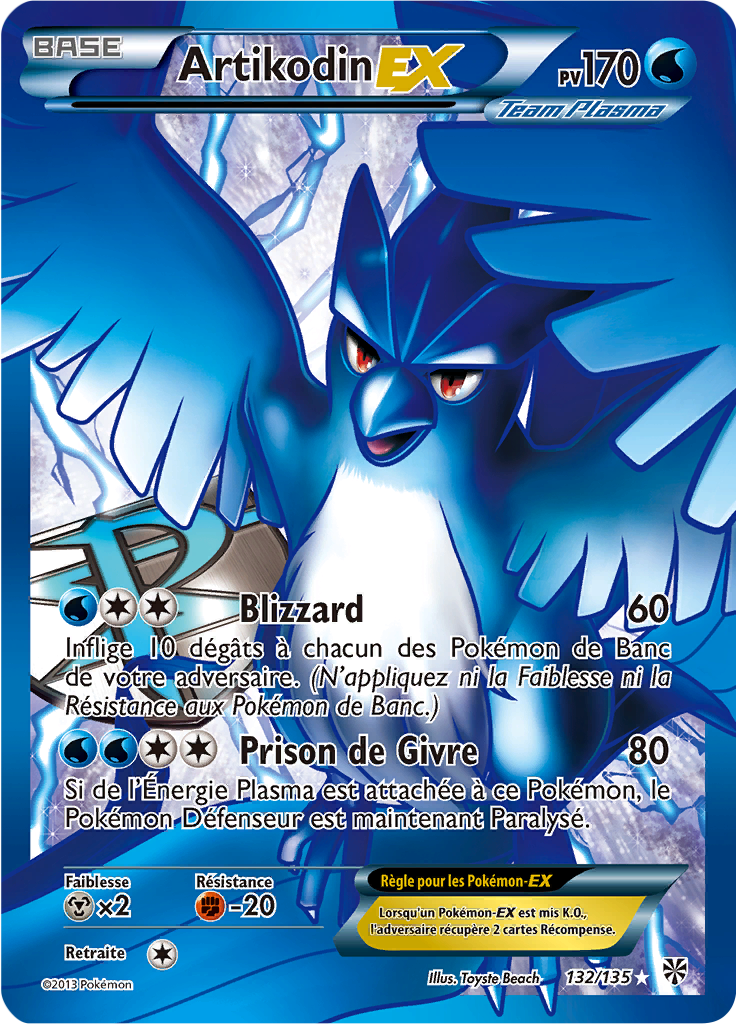 BASE
Artikodin EX
PV170
Team Plasma
Blizzard 60
Inflige 10 dégâts à chacun des Pokémon de Banc
de votre adversaire. (N'appliquez ni la Faiblesse ni la
Résistance aux Pokémon de Banc.)
Prison de Givre 80
Si de l'Énergie Plasma est attachée à ce Pokémon, le
Pokémon Défenseur est maintenant Paralysé.
Faiblesse
×2
Résistance
-20
Règle pour les Pokémon-EX
Lorsqu'un Pokémon-EX est mis K.O.,
l'adversaire récupère 2 cartes Récompense.
Retraite
©2013 Pokémon
Illus. Toyste Beach
132/135